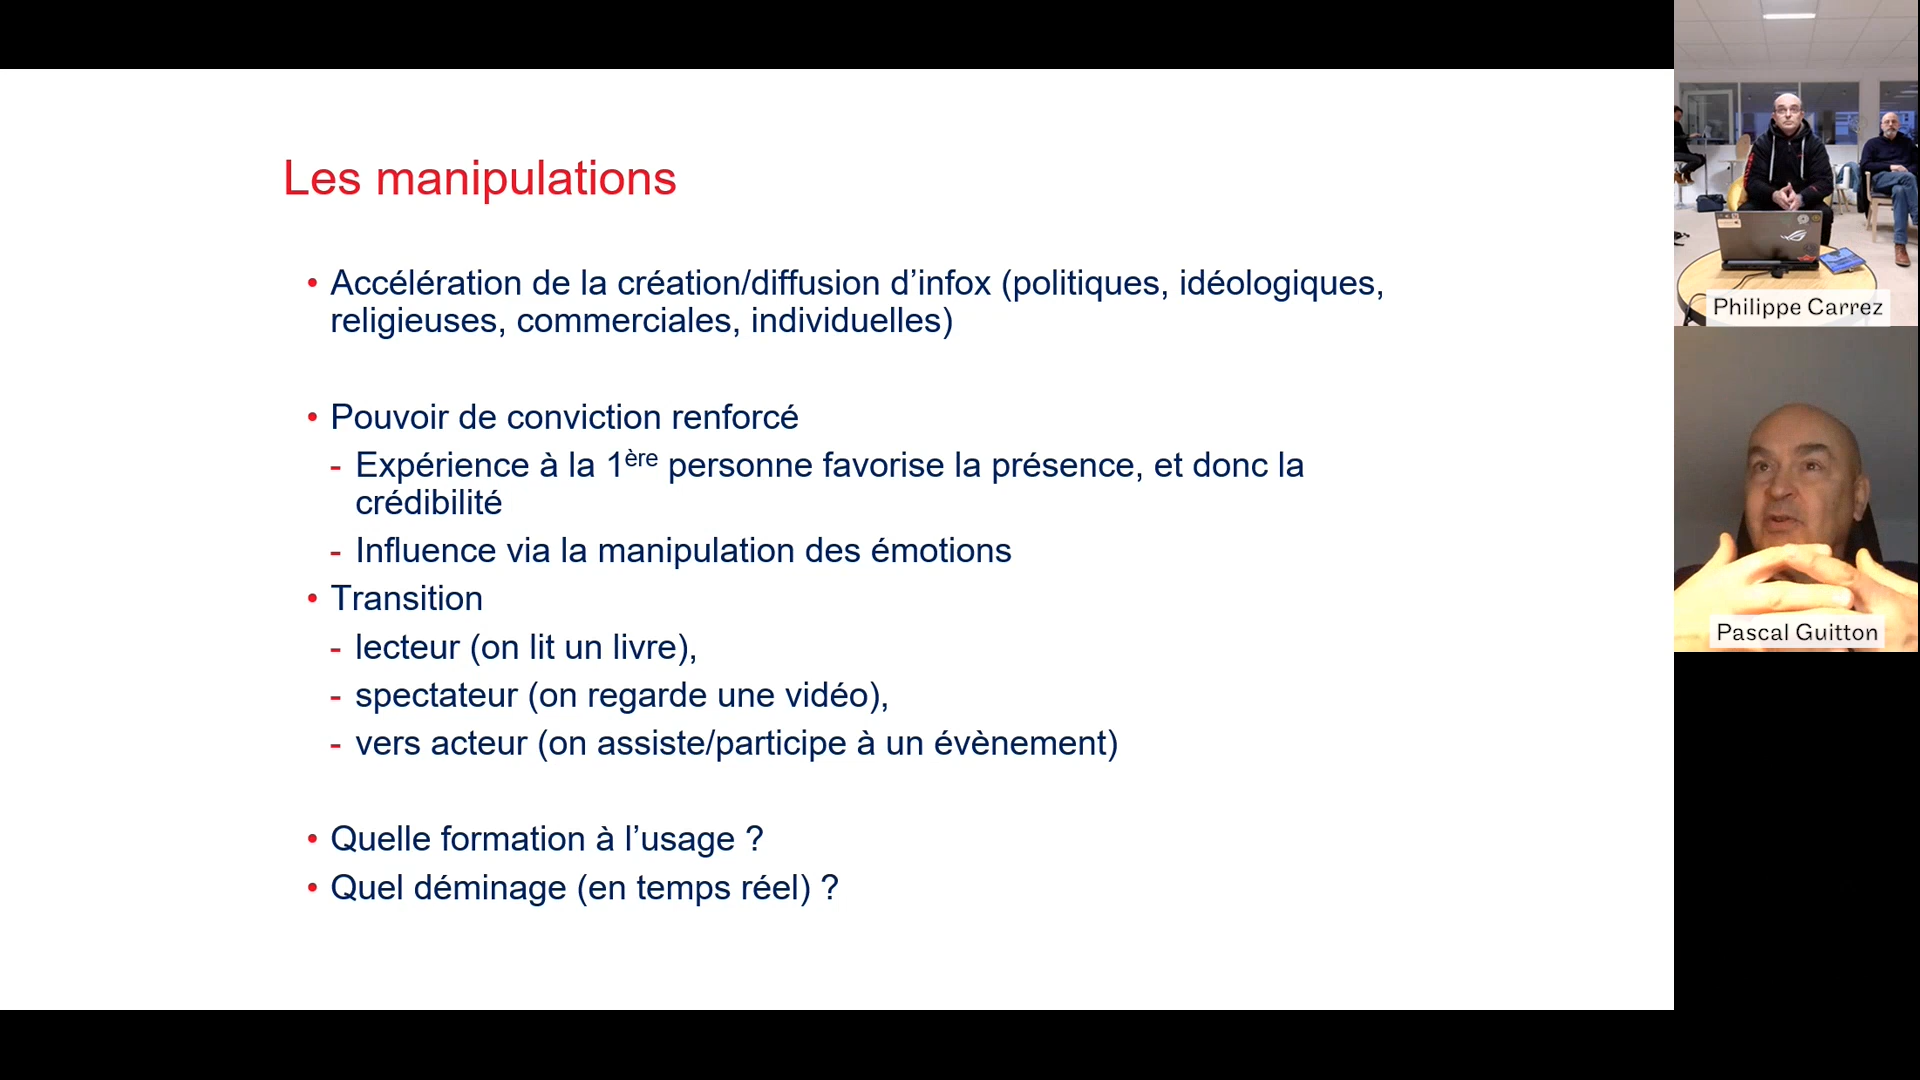 Les manipulations
• Accélération de la création/diffusion d’infox (politiques, idéologiques,
religieuses, commerciales, individuelles)
• Pouvoir de conviction renforcé
- Expérience à la 1ère personne favorise la présence, et donc la
crédibilité
- Influence via la manipulation des émotions
• Transition
- lecteur (on lit un livre),
- spectateur (on regarde une vidéo),
- vers acteur (on assiste/participe à un évènement)
• Quelle formation à l’usage ?
• Quel déminage (en temps réel) ?
Philippe Carrez
Pascal Guitton